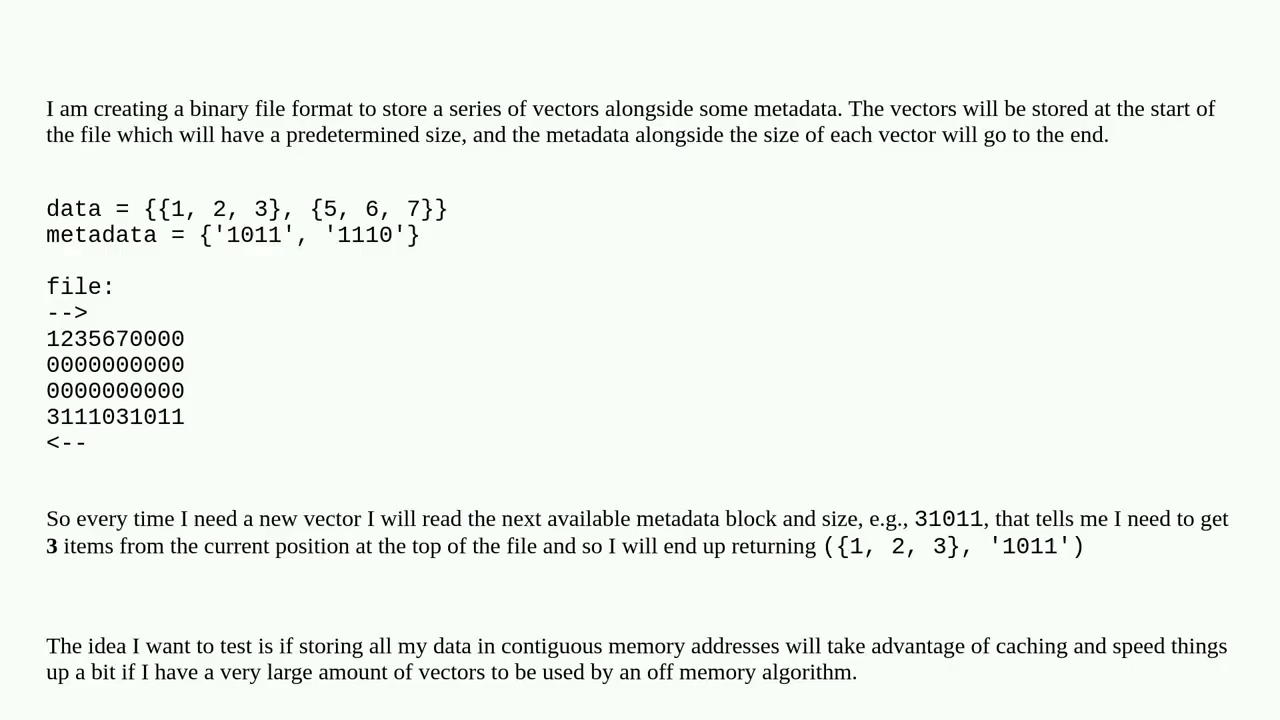 I am creating a binary file format to store a series of vectors alongside some metadata. The vectors will be stored at the start of
the file which will have a predetermined size, and the metadata alongside the size of each vector will go to the end.
data = {{1, 2, 3}, {5, 6, 7}}
metadata = {'1011', '1110'}
file:
-->
1235670000
0000000000
0000000000
3111031011
<--
So every time I need a new vector I will read the next available metadata block and size, e.g., 31011, that tells me I need to get
3 items from the current position at the top of the file and so I will end up returning ({1, 2, 3}, '1011')
The idea I want to test is if storing all my data in contiguous memory addresses will take advantage of caching and speed things
up a bit if I have a very large amount of vectors to be used by an off memory algorithm.